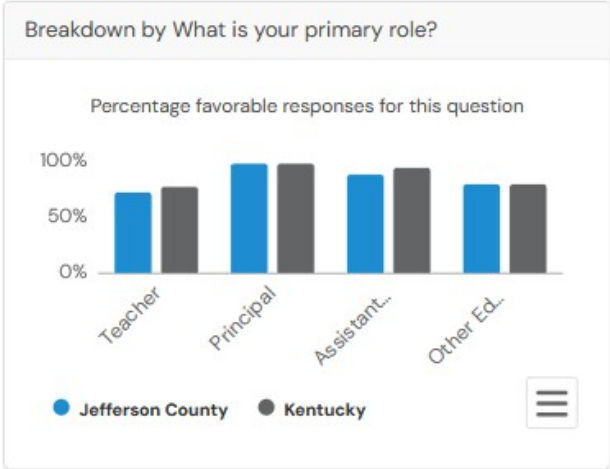 Breakdown by What is your primary role?
Percentage favorable responses for this question
100%
50%
0%
Teacher
Principal
Assistant...
Other Ed...
Jefferson County
Kentucky